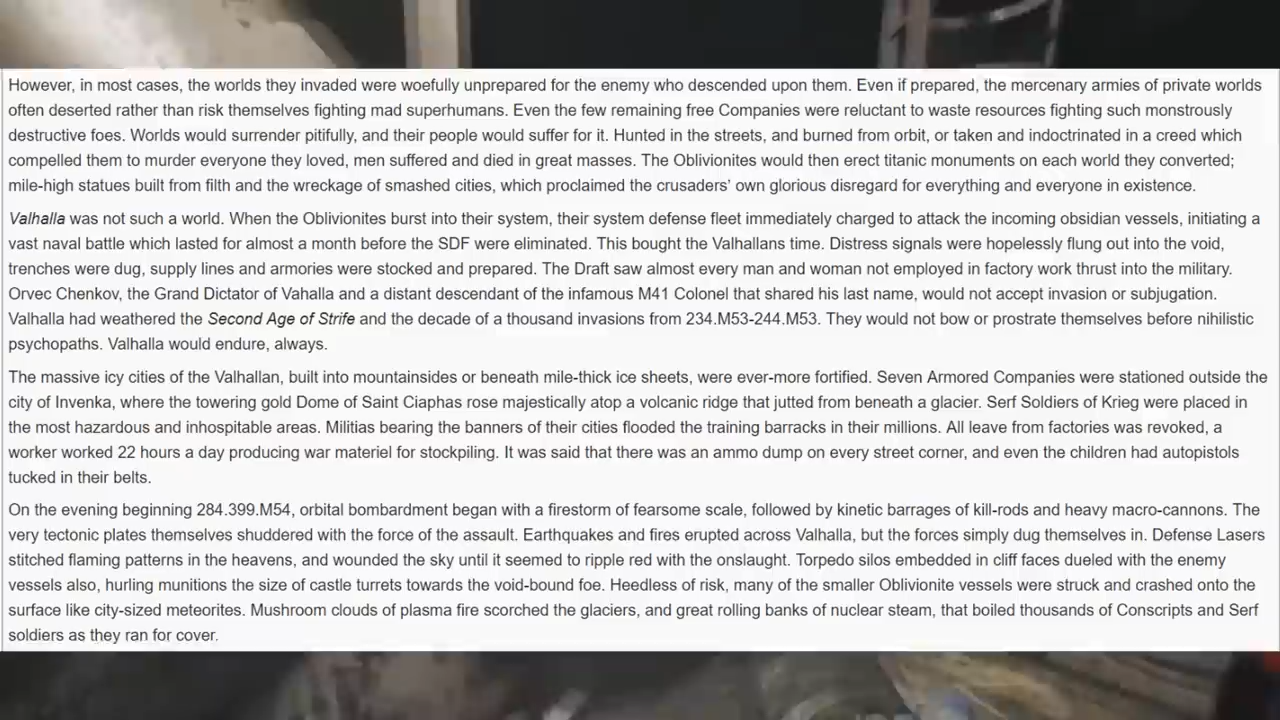 However, in most cases, the worlds they invaded were woefully unprepared for the enemy who descended upon them. Even if prepared, the mercenary armies of private worlds
often deserted rather than risk themselves fighting mad superhumans. Even the few remaining free Companies were reluctant to waste resources fighting such monstrously
destructive foes. Worlds would surrender pitifully, and their people would suffer for it. Hunted in the streets, and burned from orbit, or taken and indoctrinated in a creed which
compelled them to murder everyone they loved, men suffered and died in great masses. The Oblivionites would then erect titanic monuments on each world they converted;
mile-high statues built from filth and the wreckage of smashed cities, which proclaimed the crusaders’ own glorious disregard for everything and everyone in existence.
Valhalla was not such a world. When the Oblivionites burst into their system, their system defense fleet immediately charged to attack the incoming obsidian vessels, initiating a
vast naval battle which lasted for almost a month before the SDF were eliminated. This bought the Valhallans time. Distress signals were hopelessly flung out into the void,
trenches were dug, supply lines and armories were stocked and prepared. The Draft saw almost every man and woman not employed in factory work thrust into the military.
Orvec Chenkov, the Grand Dictator of Vahalla and a distant descendant of the infamous M41 Colonel that shared his last name, would not accept invasion or subjugation.
Valhalla had weathered the Second Age of Strife and the decade of a thousand invasions from 234.M53-244.M53. They would not bow or prostrate themselves before nihilistic
psychopaths. Valhalla would endure, always.
The massive icy cities of the Valhallan, built into mountainsides or beneath mile-thick ice sheets, were ever-more fortified. Seven Armored Companies were stationed outside the
city of Invenka, where the towering gold Dome of Saint Ciaphas rose majestically atop a volcanic ridge that jutted from beneath a glacier. Serf Soldiers of Krieg were placed in
the most hazardous and inhospitable areas. Militias bearing the banners of their cities flooded the training barracks in their millions. All leave from factories was revoked, a
worker worked 22 hours a day producing war materiel for stockpiling. It was said that there was an ammo dump on every street corner, and even the children had autopistols
tucked in their belts.
On the evening beginning 284.399.M54, orbital bombardment began with a firestorm of fearsome scale, followed by kinetic barrages of kill-rods and heavy macro-cannons. The
very tectonic plates themselves shuddered with the force of the assault. Earthquakes and fires erupted across Valhalla, but the forces simply dug themselves in. Defense Lasers
stitched flaming patterns in the heavens, and wounded the sky until it seemed to ripple red with the onslaught. Torpedo silos embedded in cliff faces dueled with the enemy
vessels also, hurling munitions the size of castle turrets towards the void-bound foe. Heedless of risk, many of the smaller Oblivionite vessels were struck and crashed onto the
surface like city-sized meteorites. Mushroom clouds of plasma fire scorched the glaciers, and great rolling banks of nuclear steam, that boiled thousands of Conscripts and Serf
soldiers as they ran for cover.